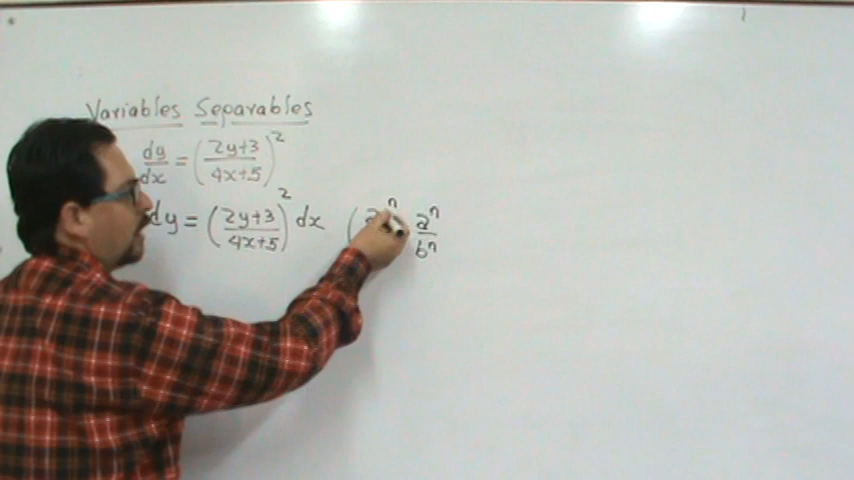 Variables Separables
dy/dx = ((2y+3)/(4x+5))^2
dy = ((2y+3)/(4x+5))^2 dx ( a^n a^n/b^n